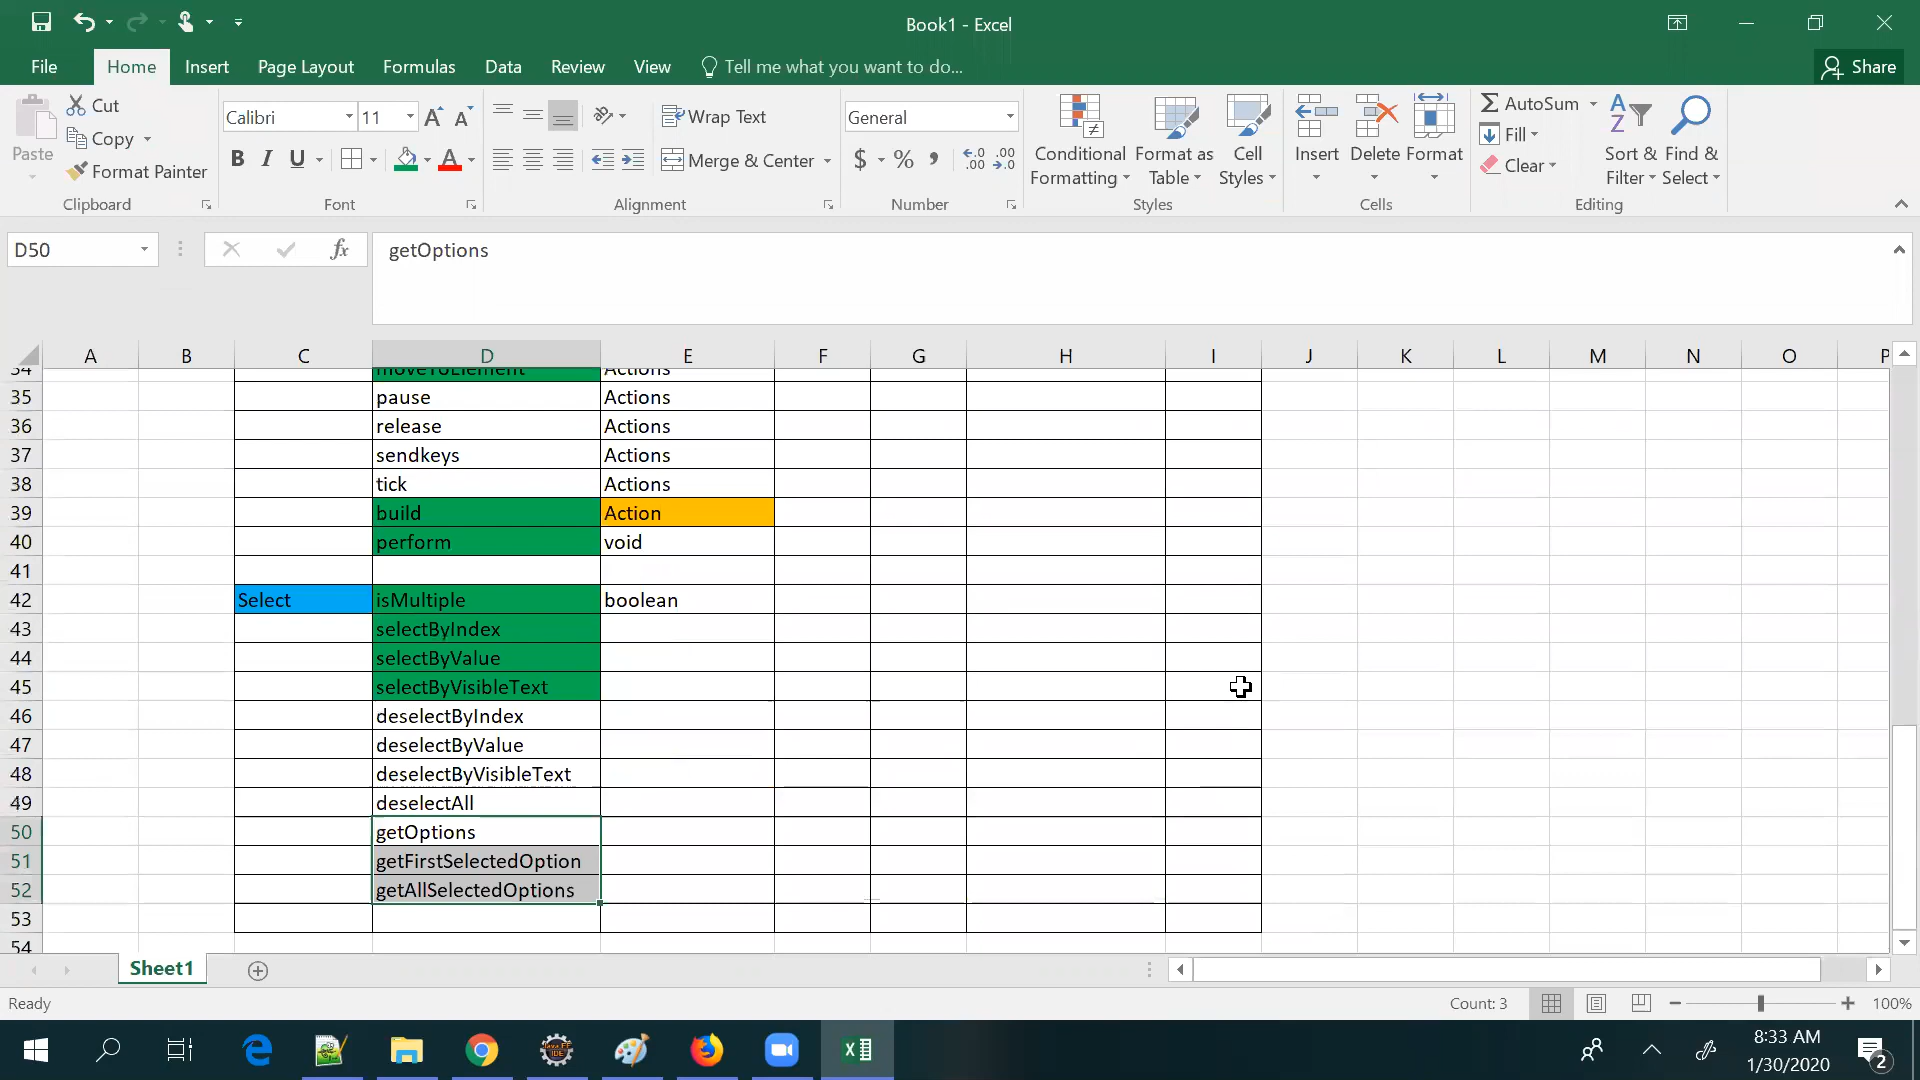 Book1 - Excel
File Home Insert Page Layout Formulas Data Review View Tell me what you want to do... Share
Paste
Cut
Copy
Format Painter
Clipboard
Calibri 11
B I U
Font
Wrap Text
Merge & Center
Alignment
General
$ % ,
Number
Conditional Formatting
Format as Table
Cell Styles
Styles
Insert Delete Format
Cells
AutoSum
Fill
Clear
Sort & Filter
Find & Select
Editing
D50 fx getOptions
A B C D E F G H I J K L M N O P
34 moveToElement Actions
35 pause Actions
36 release Actions
37 sendkeys Actions
38 tick Actions
39 build Action
40 perform void
41
42 Select isMultiple boolean
43 selectByIndex
44 selectByValue
45 selectByVisibleText
46 deselectByIndex
47 deselectByValue
48 deselectByVisibleText
49 deselectAll
50 getOptions
51 getFirstSelectedOption
52 getAllSelectedOptions
53
54
Sheet1
Ready Count: 3 100%
8:33 AM
1/30/2020
2